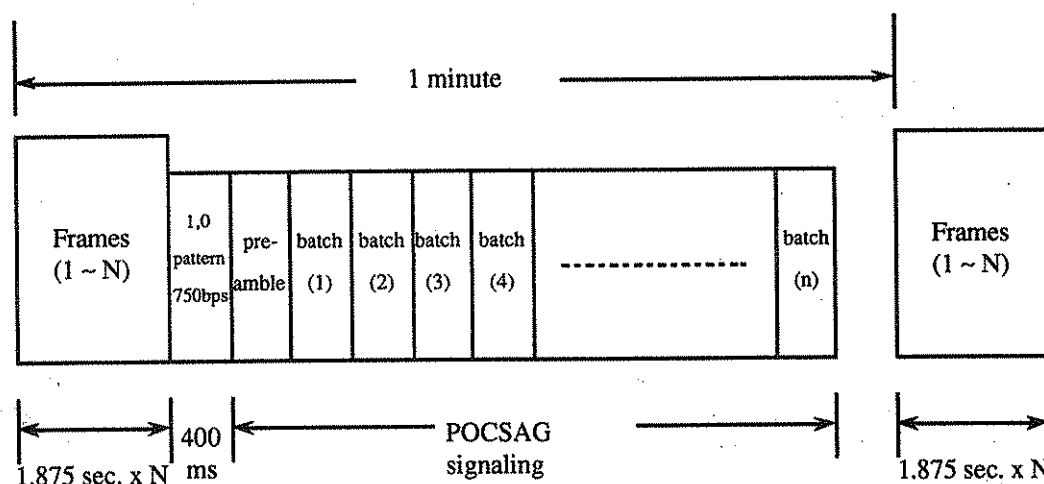 1 minute
Frames
(1 ~ N)
1,0
pattern
750bps
pre-
amble
batch
(1)
batch
(2)
batch
(3)
batch
(4)
batch
(n)
Frames
(1 ~ N)
1.875 sec. x N
400
ms
POCSAG
signaling
1.875 sec. x N